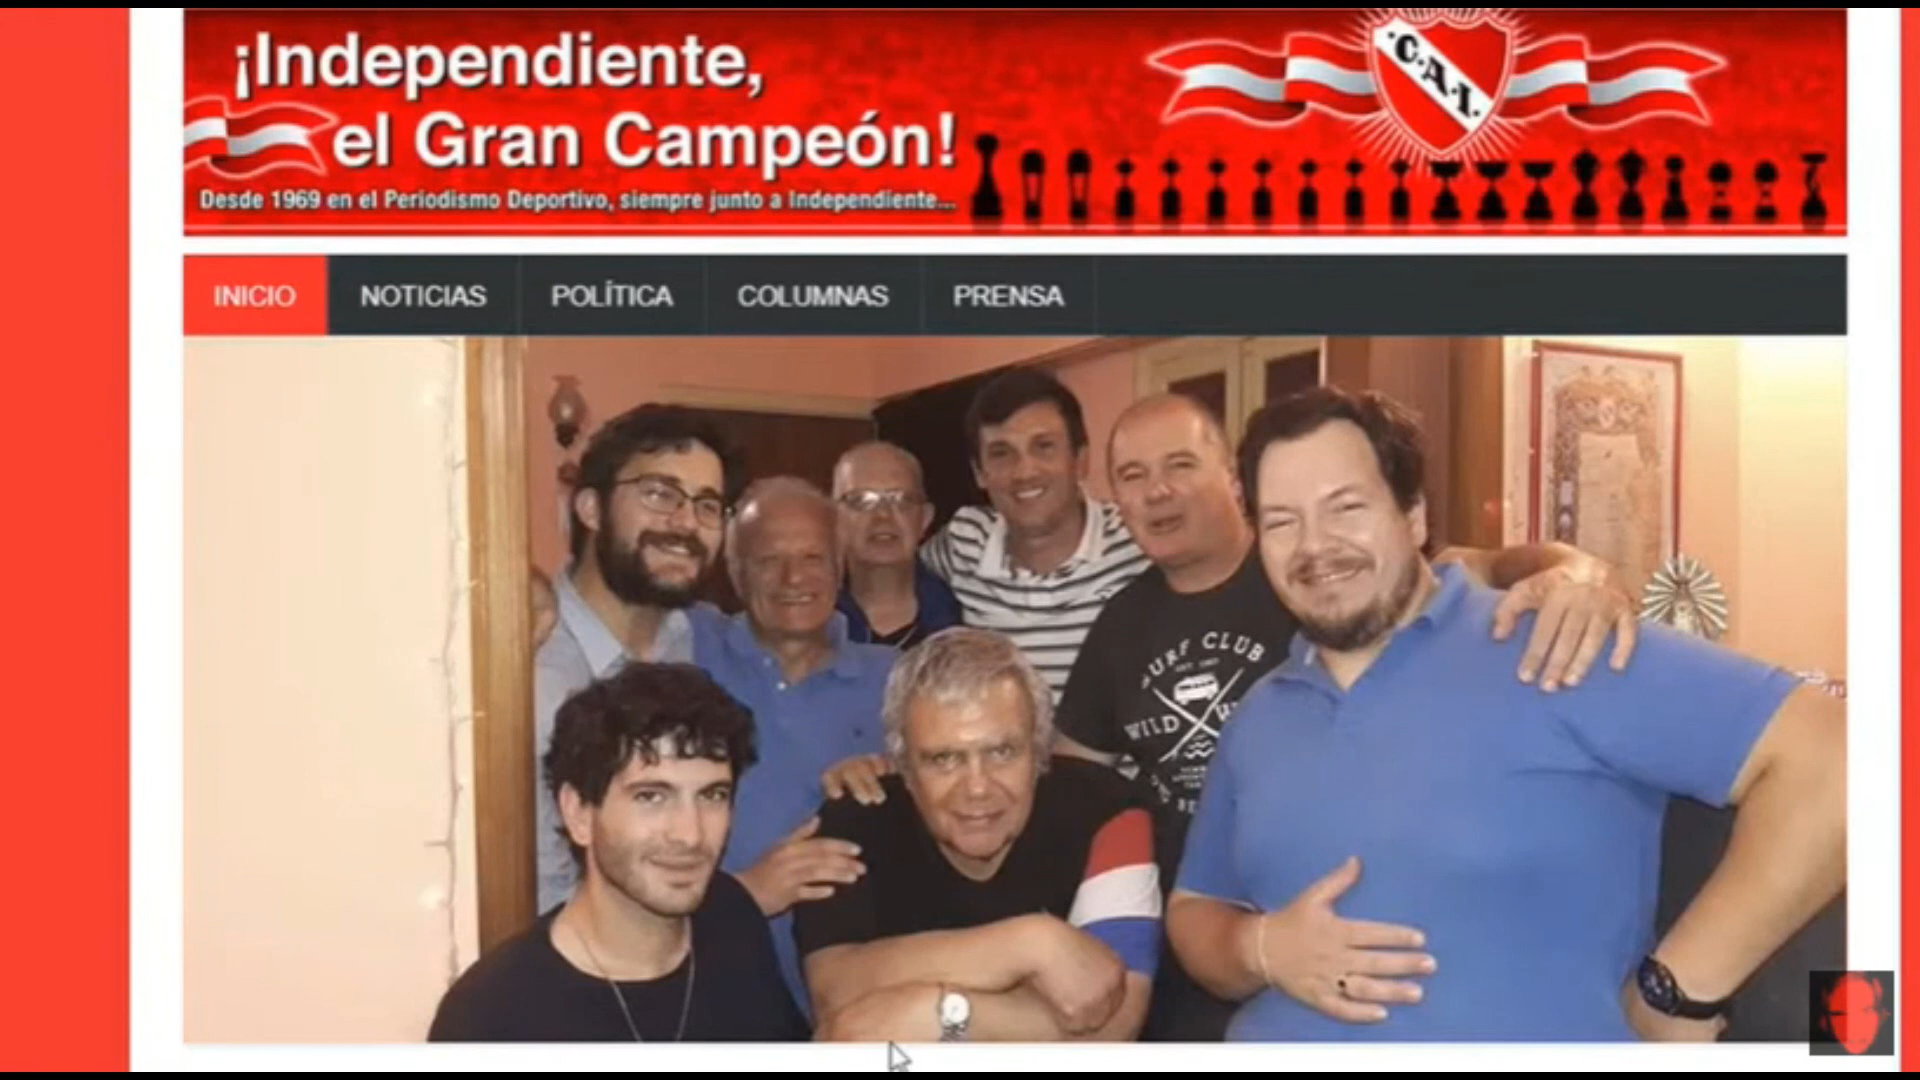 ¡Independiente,
el Gran Campeón!
Desde 1969 en el Periodismo Deportivo, siempre junto a Independiente...
C.A.I.
INICIO NOTICIAS POLÍTICA COLUMNAS PRENSA
SURF CLUB
WILD